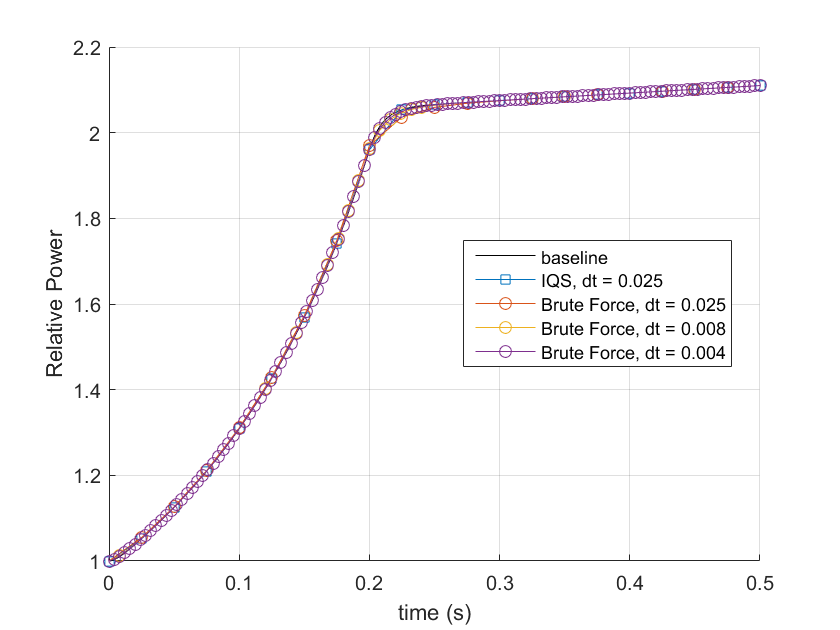 2.2
2
1.8
1.6
1.4
1.2
1
Relative Power
baseline
IQS, dt = 0.025
Brute Force, dt = 0.025
Brute Force, dt = 0.008
Brute Force, dt = 0.004
0 0.1 0.2 0.3 0.4 0.5
time (s)